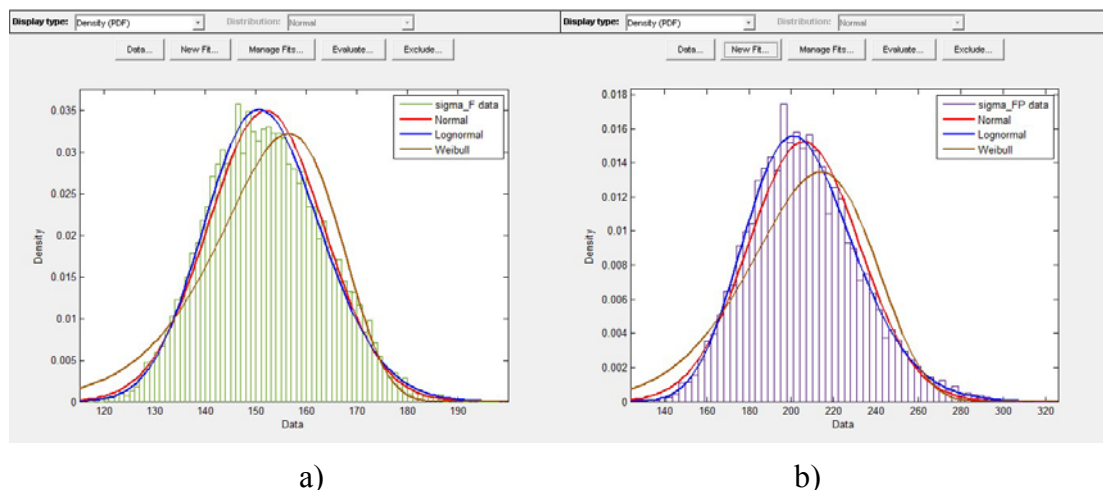 Display type: Density (PDF) Distribution: Normal
Data... New Fit... Manage Fits... Evaluate... Exclude...
sigma_F data
Normal
Lognormal
Weibull
0.035
0.03
0.025
0.02
0.015
0.01
0.005
0
Density
120 130 140 150 160 170 180 190
Data
a)
Display type: Density (PDF) Distribution: Normal
Data... New Fit... Manage Fits... Evaluate... Exclude...
sigma_FP data
Normal
Lognormal
Weibull
0.018
0.016
0.014
0.012
0.01
0.008
0.006
0.004
0.002
0
Density
140 160 180 200 220 240 260 280 300 320
Data
b)